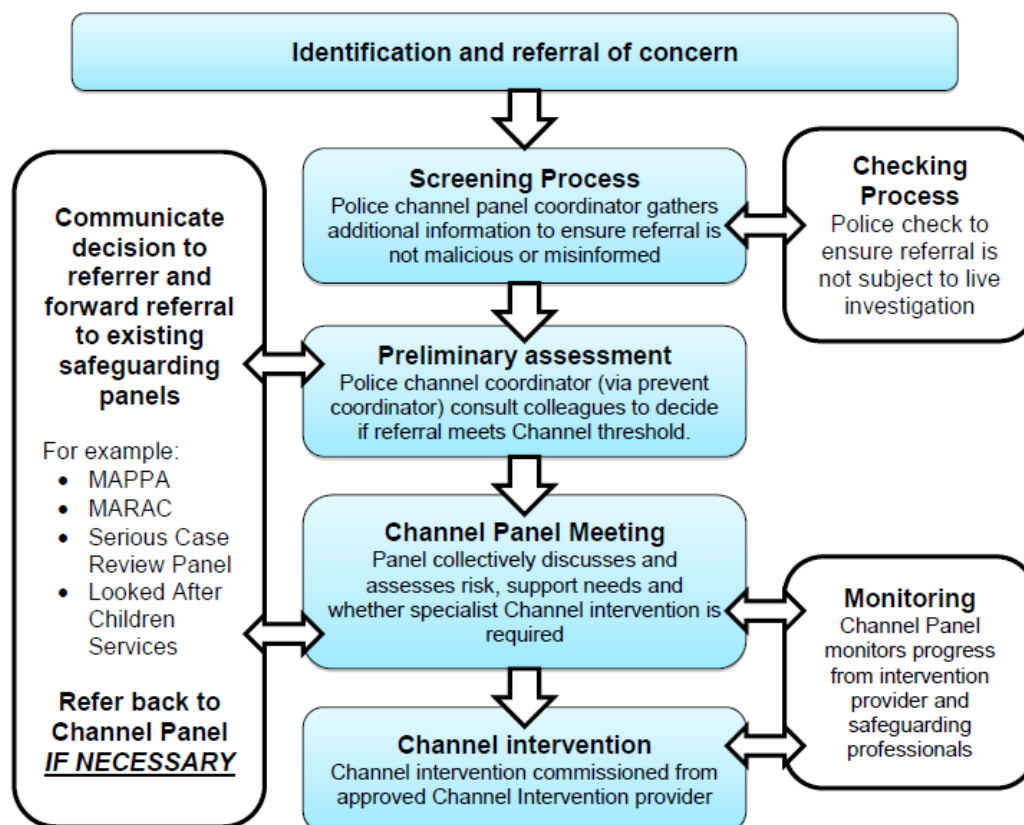 Identification and referral of concern
Screening Process
Police channel panel coordinator gathers
additional information to ensure referral is
not malicious or misinformed
Checking
Process
Police check to
ensure referral is
not subject to live
investigation
Communicate
decision to
referrer and
forward referral
to existing
safeguarding
panels
For example:
• MAPPA
• MARAC
• Serious Case
Review Panel
• Looked After
Children
Services
Refer back to
Channel Panel
IF NECESSARY
Preliminary assessment
Police channel coordinator (via prevent
coordinator) consult colleagues to decide
if referral meets Channel threshold.
Channel Panel Meeting
Panel collectively discusses and
assesses risk, support needs and
whether specialist Channel intervention is
required
Monitoring
Channel Panel
monitors progress
from intervention
provider and
safeguarding
professionals
Channel intervention
Channel intervention commissioned from
approved Channel Intervention provider